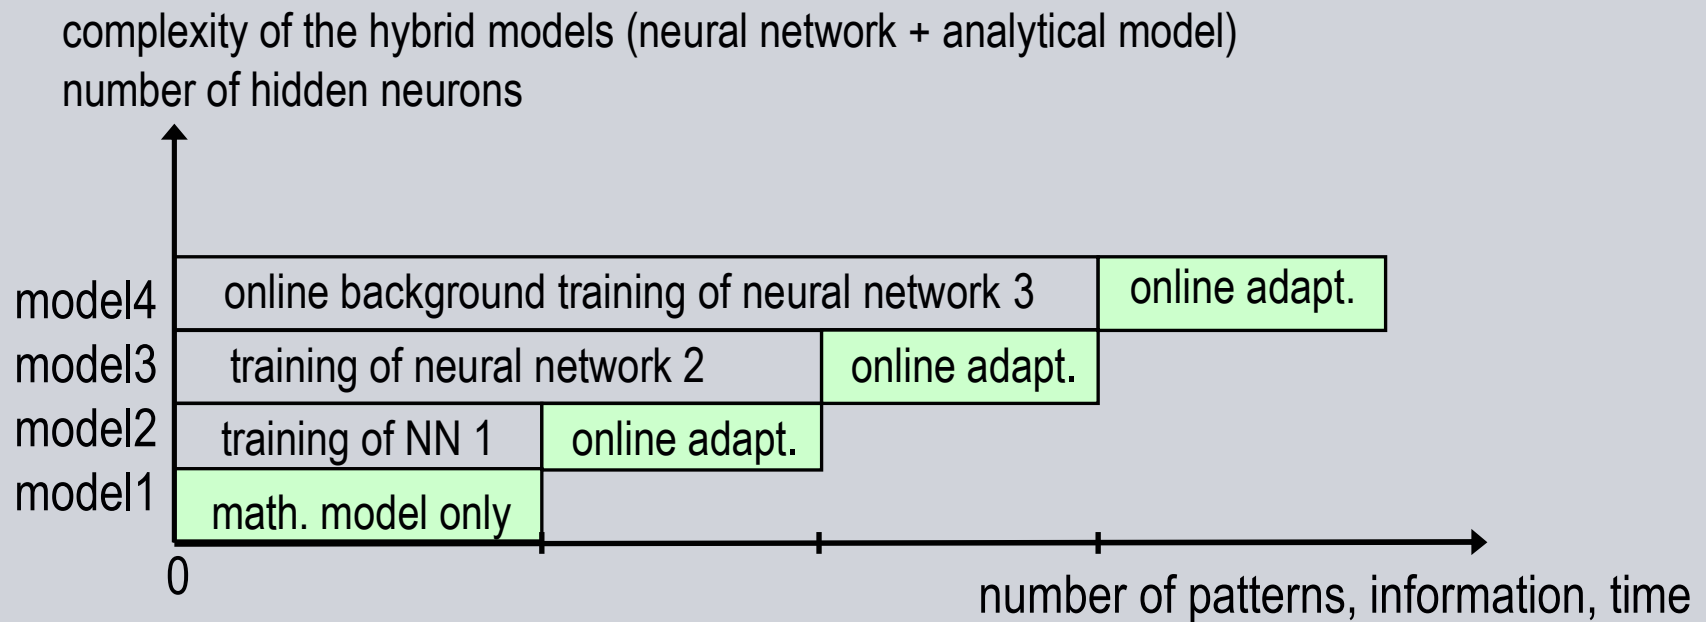 complexity of the hybrid models (neural network + analytical model)
number of hidden neurons
model4
online background training of neural network 3
online adapt.
model3
training of neural network 2
online adapt.
model2
training of NN 1
online adapt.
model1
math. model only
0
number of patterns, information, time